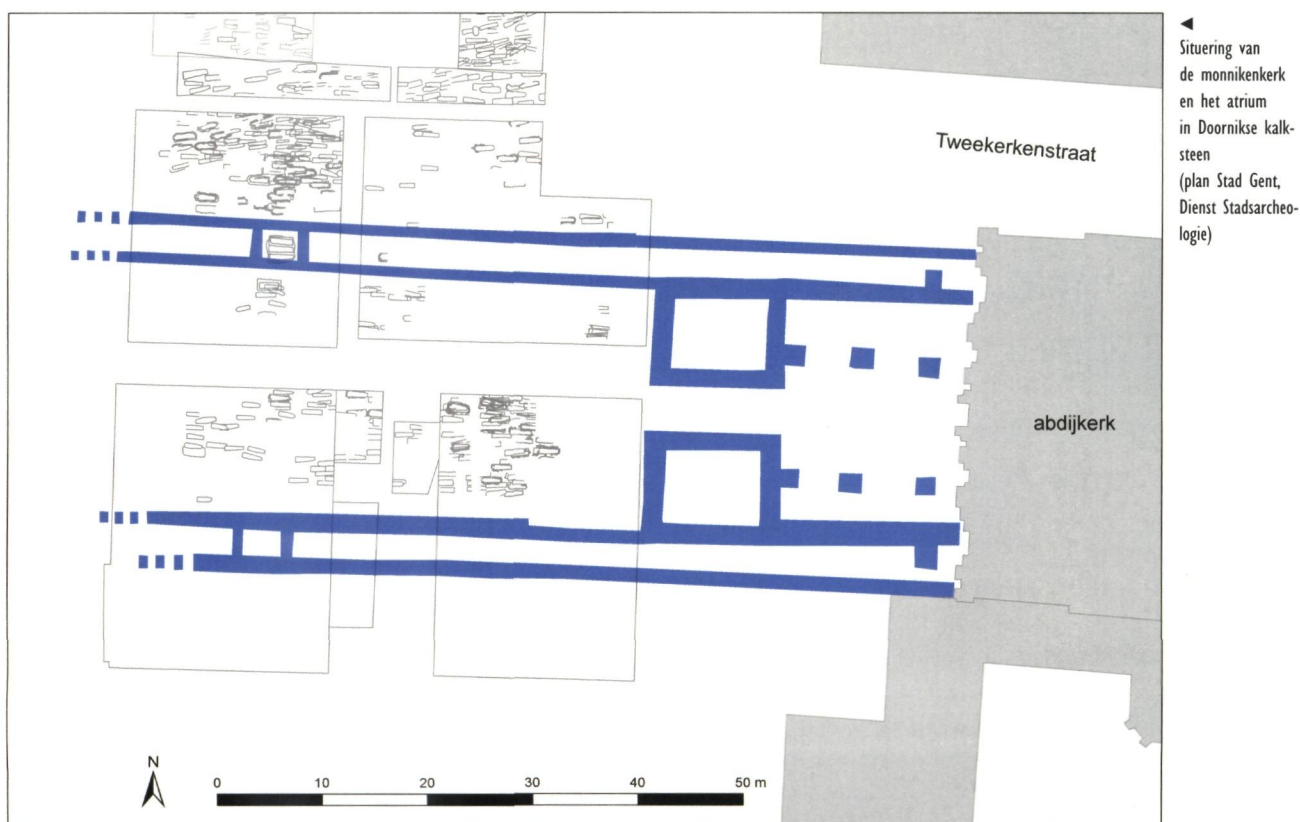 ◀
Situering van
de monnikenkerk
en het atrium
in Doornikse kalk-
steen
(plan Stad Gent,
Dienst Stadsarcheo-
logie)
Tweekerkenstraat
abdijkerk
N
0 10 20 30 40 50 m